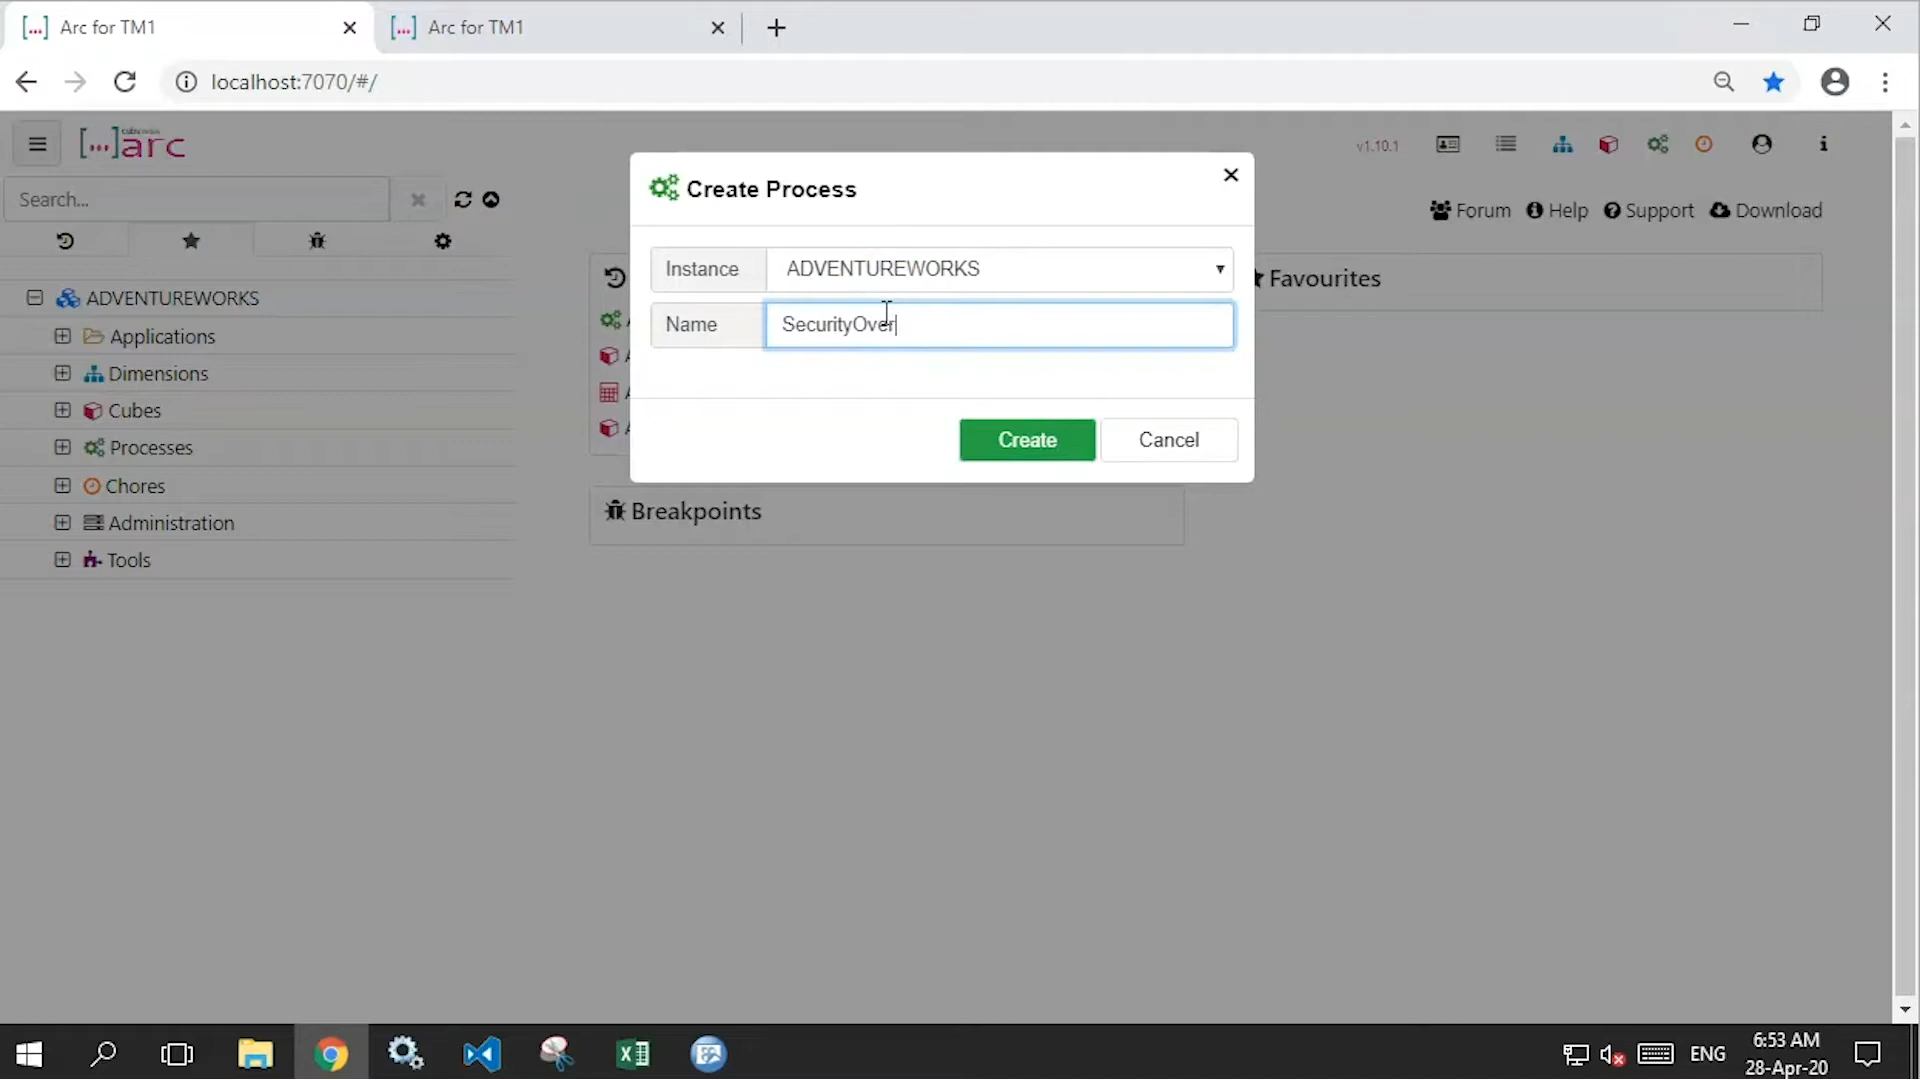 Arc for TM1
Arc for TM1
localhost:7070/#/
[...]arc
v1.10.1
Search...
Forum Help Support Download
Create Process
Instance ADVENTUREWORKS
Name SecurityOver
Create Cancel
Favourites
Breakpoints
ADVENTUREWORKS
Applications
Dimensions
Cubes
Processes
Chores
Administration
Tools
ENG
6:53 AM
28-Apr-20